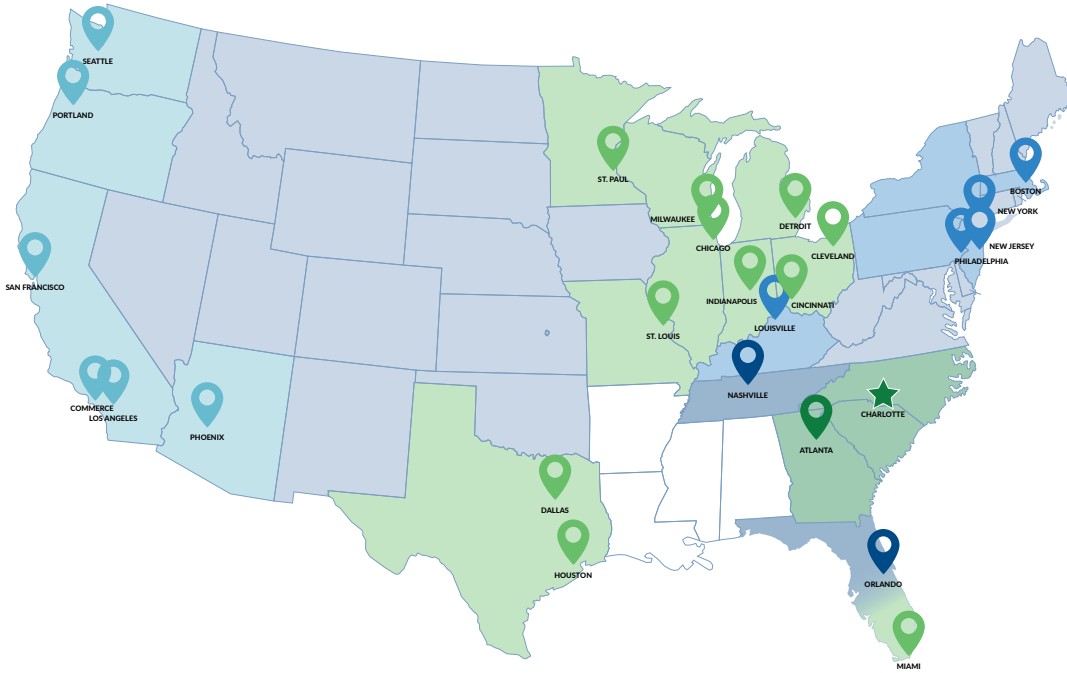 SEATTLE
PORTLAND
ST. PAUL
BOSTON
MILWAUKEE
NEW YORK
DETROIT
CHICAGO
NEW JERSEY
CLEVELAND
PHILADELPHIA
SAN FRANCISCO
INDIANAPOLIS
CINCINNATI
LOUISVILLE
ST. LOUIS
NASHVILLE
COMMERCE
LOS ANGELES
CHARLOTTE
PHOENIX
ATLANTA
DALLAS
HOUSTON
ORLANDO
MIAMI